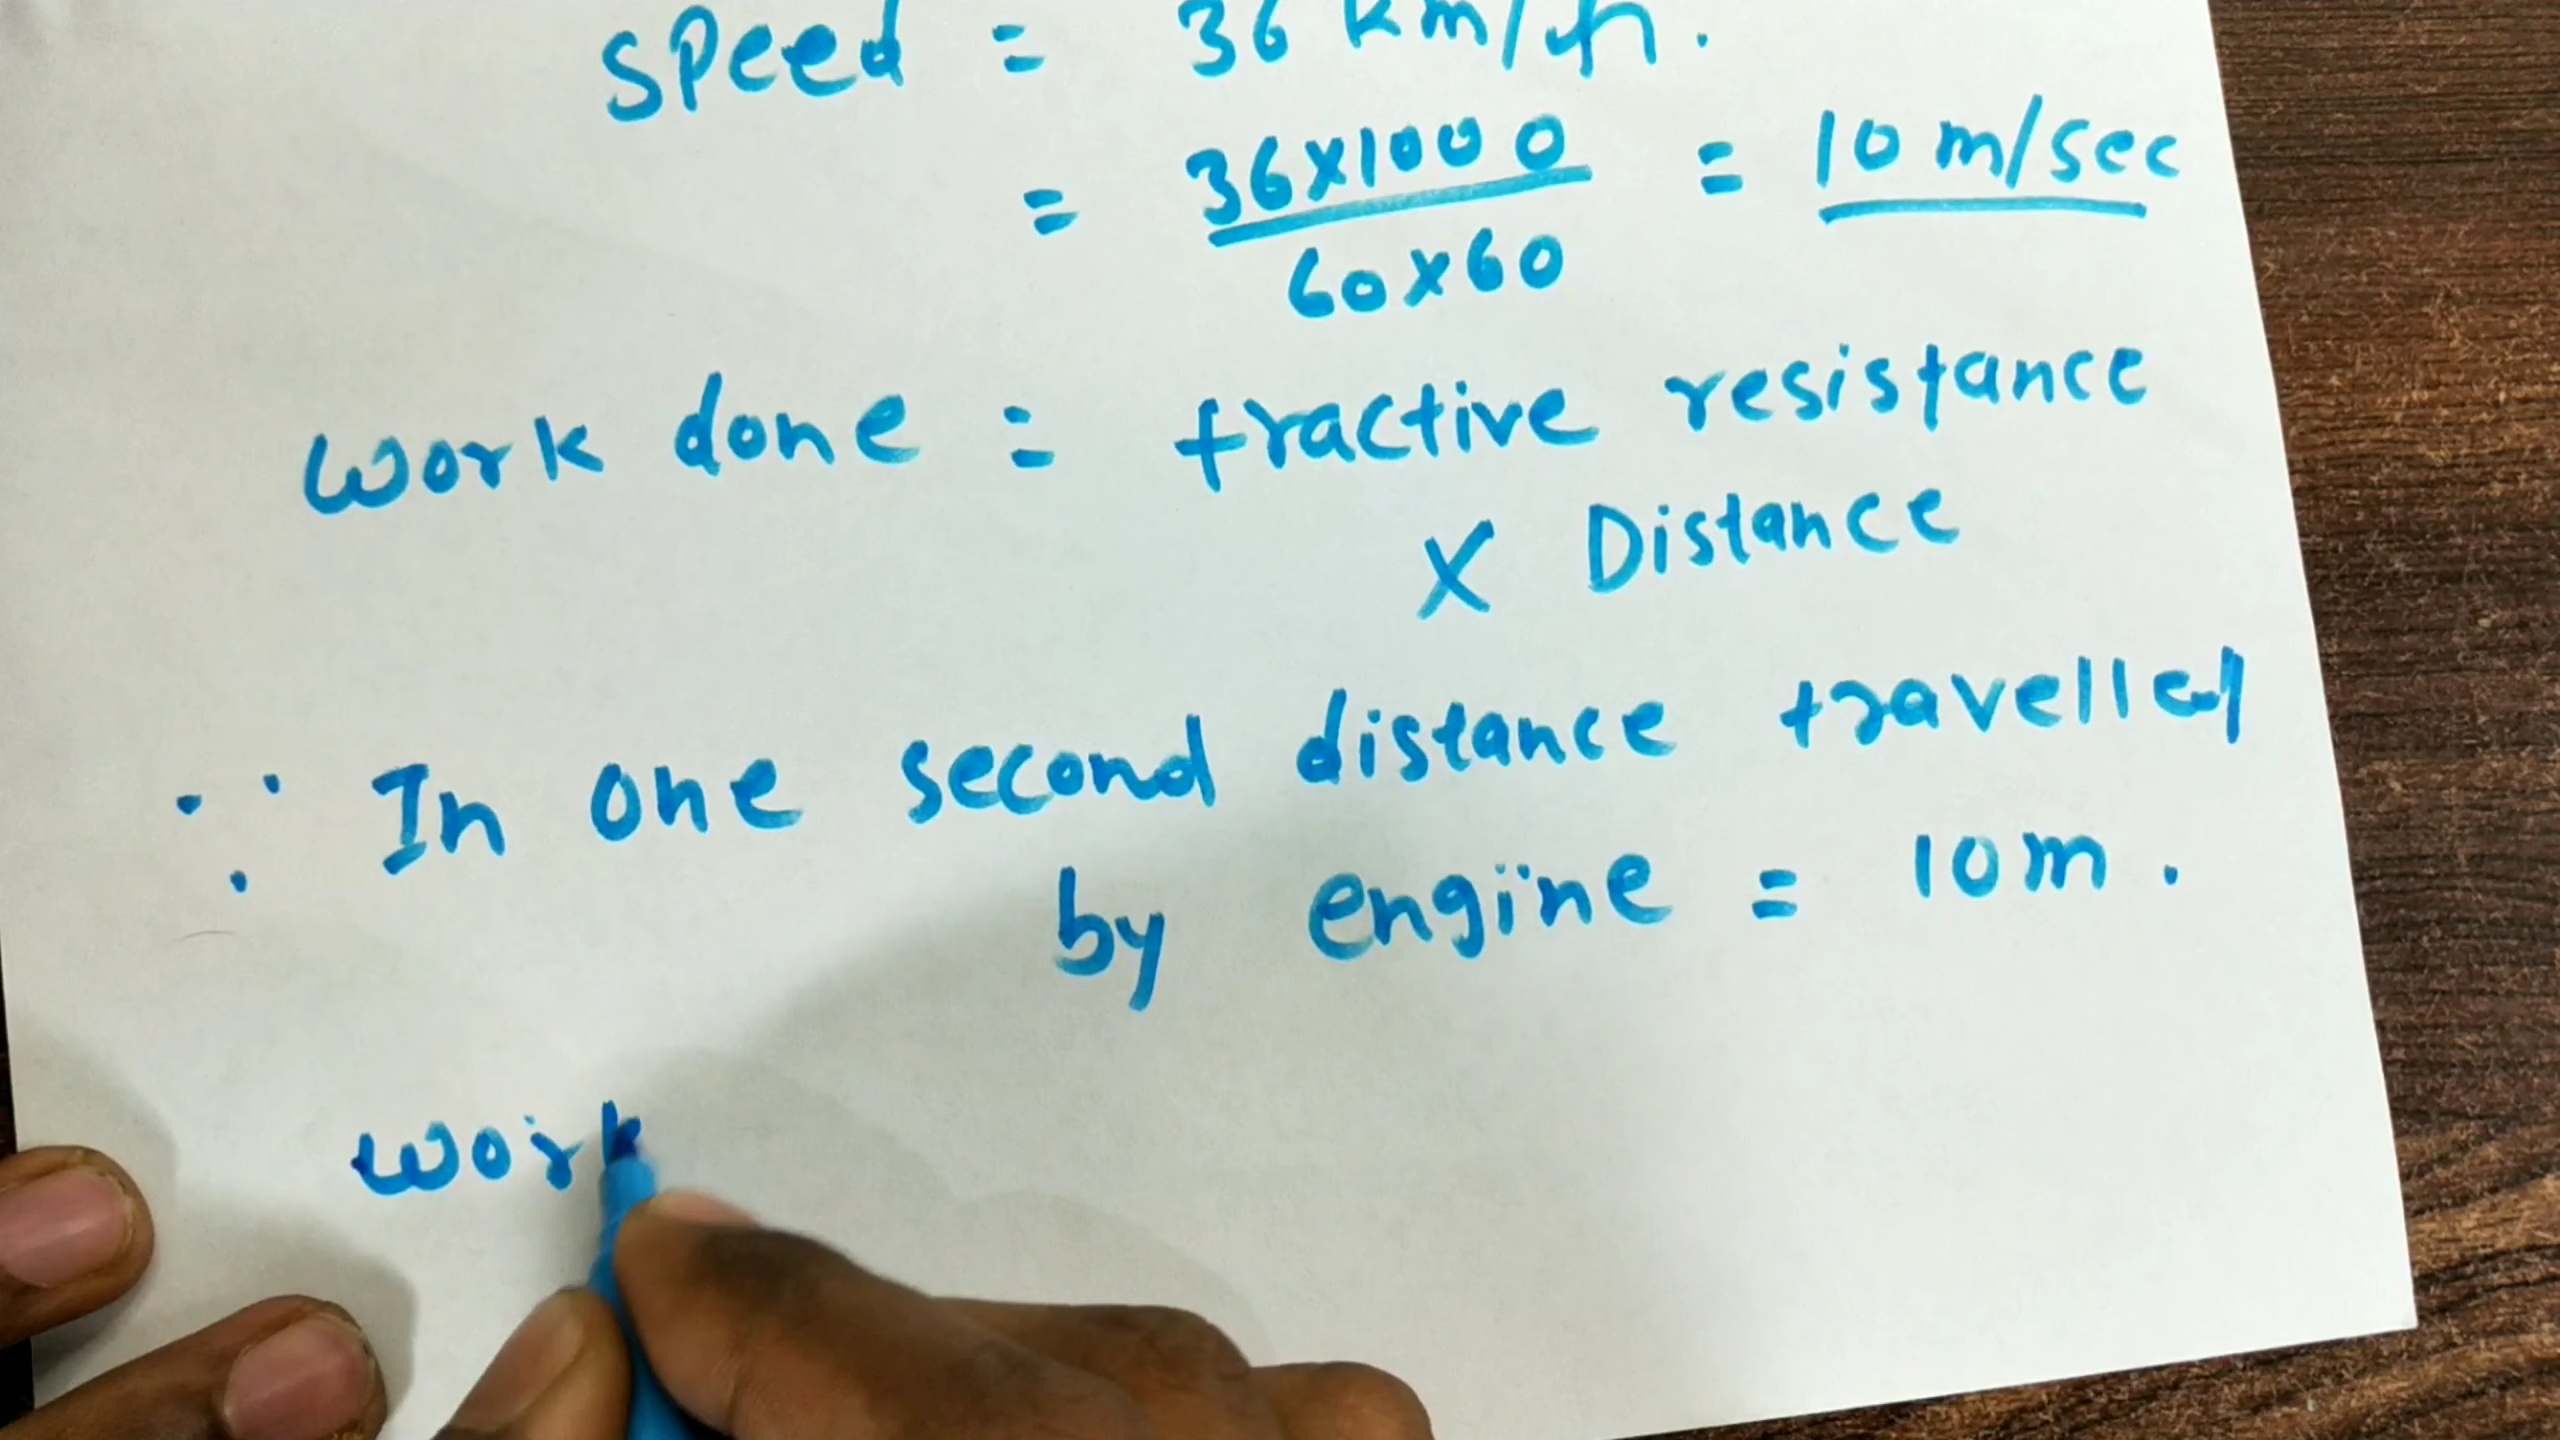 speed = 36 km/h.
= 36x1000 / 60x60 = 10 m/sec
work done = tractive resistance
X Distance
∵ In one second distance travelled
by engine = 10m.
work